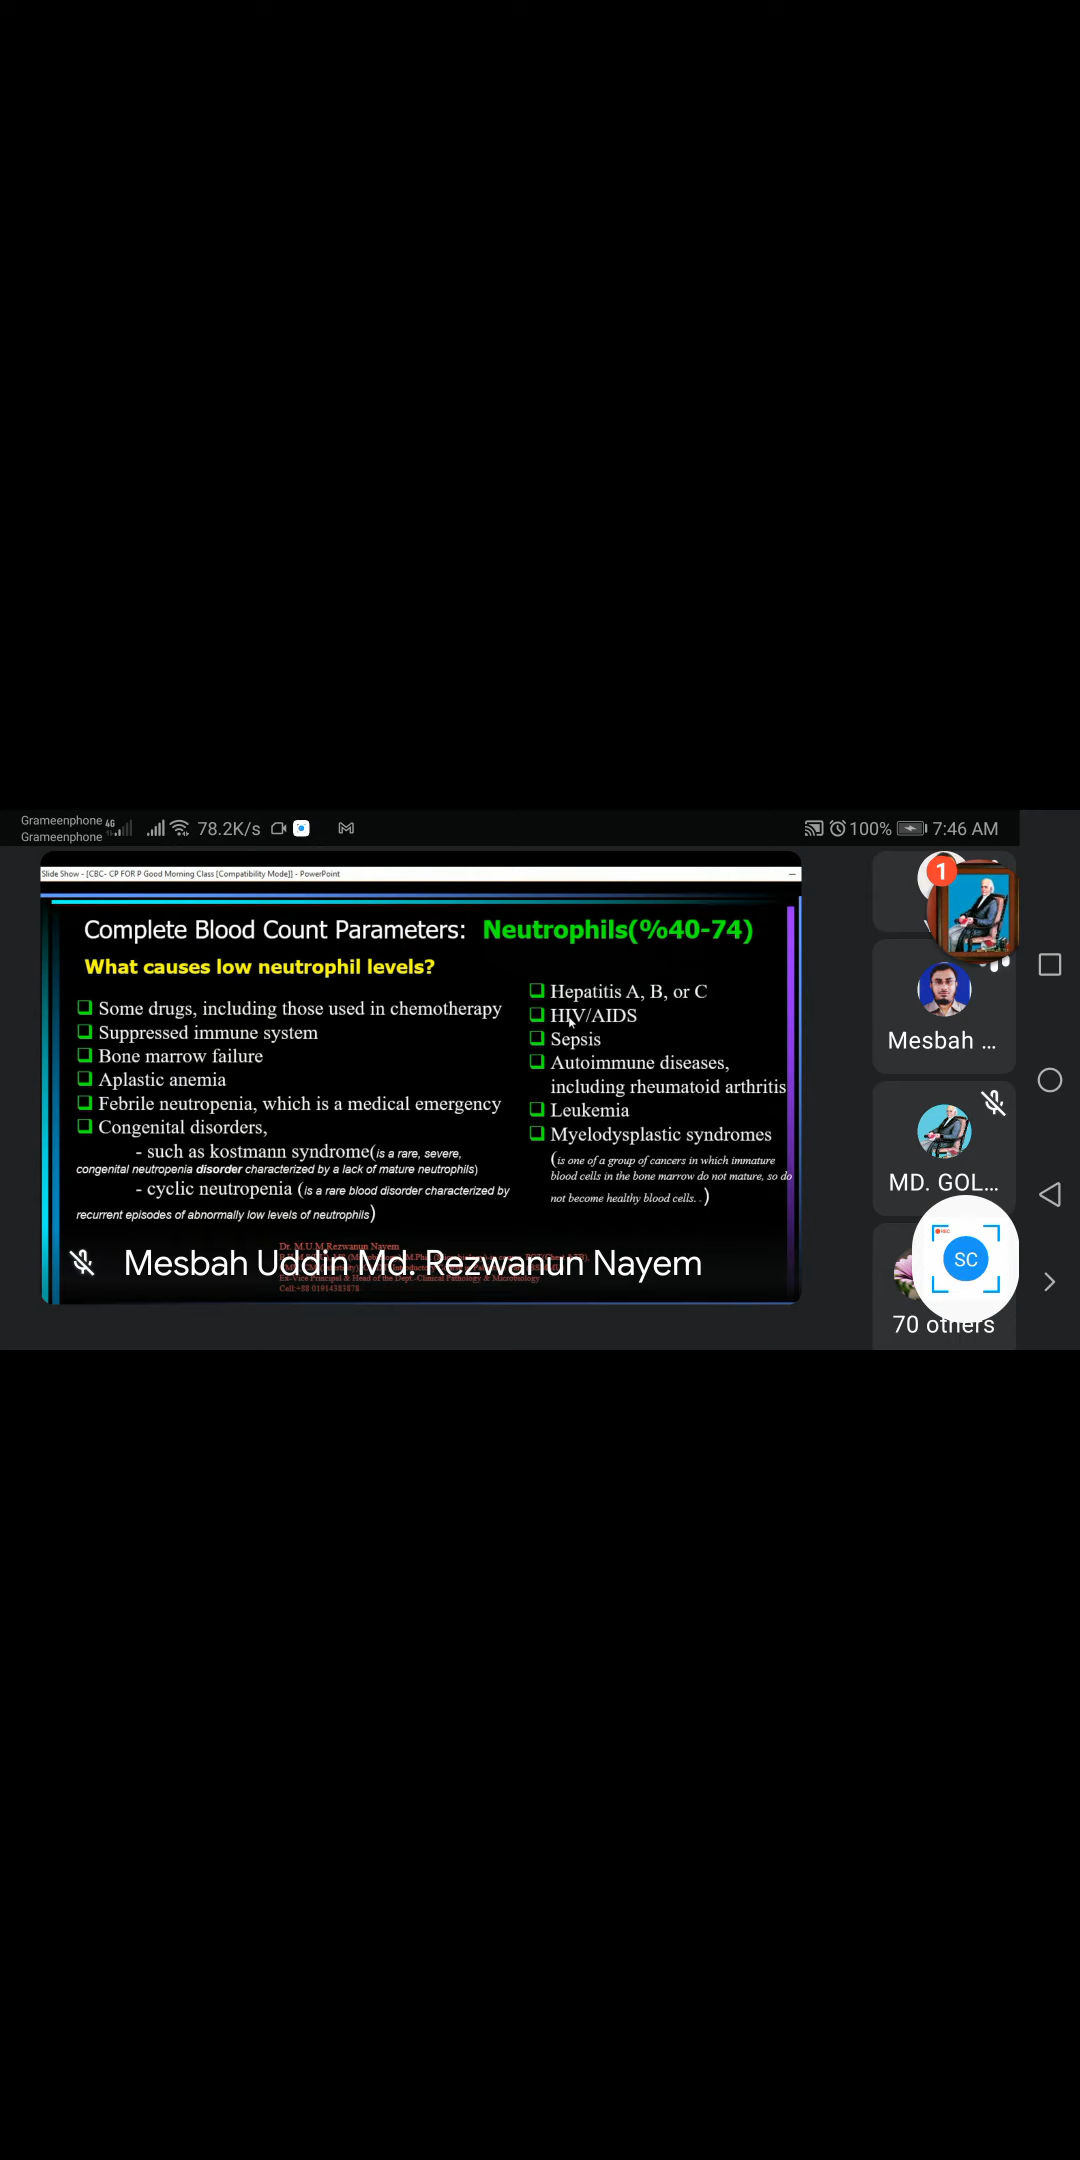 Grameenphone 4G
Grameenphone
78.2K/s
100%
7:46 AM
Slide Show - [CBC- CP FOR P Good Morning Class [Compatibility Mode]] - PowerPoint
Complete Blood Count Parameters: Neutrophils(%40-74)
What causes low neutrophil levels?
Some drugs, including those used in chemotherapy
Suppressed immune system
Bone marrow failure
Aplastic anemia
Febrile neutropenia, which is a medical emergency
Congenital disorders,
- such as kostmann syndrome(is a rare, severe,
congenital neutropenia disorder characterized by a lack of mature neutrophils)
- cyclic neutropenia (is a rare blood disorder characterized by
recurrent episodes of abnormally low levels of neutrophils)
Hepatitis A, B, or C
HIV/AIDS
Sepsis
Autoimmune diseases,
including rheumatoid arthritis
Leukemia
Myelodysplastic syndromes
(is one of a group of cancers in which immature
blood cells in the bone marrow do not mature, so do
not become healthy blood cells. .)
Dr. M.U.M.Rezwanun Nayem
Mesbah Uddin Md. Rezwanun Nayem
Ex-Vice Principal & Head of the Dept.-Clinical Pathology & Microbiology
Cell:+88 01914383878
1
Mesbah ...
MD. GOL...
REC
SC
70 others